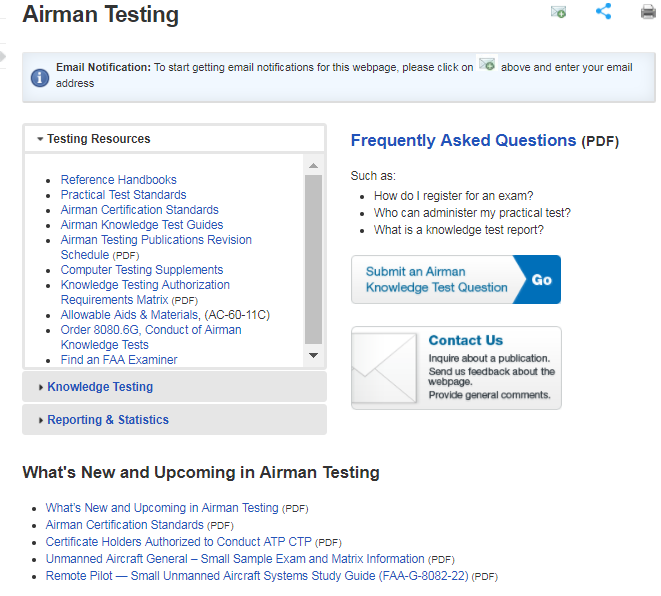 Airman Testing
Email Notification: To start getting email notifications for this webpage, please click on above and enter your email
address
Testing Resources
Reference Handbooks
Practical Test Standards
Airman Certification Standards
Airman Knowledge Test Guides
Airman Testing Publications Revision
Schedule (PDF)
Computer Testing Supplements
Knowledge Testing Authorization
Requirements Matrix (PDF)
Allowable Aids & Materials, (AC-60-11C)
Order 8080.6G, Conduct of Airman
Knowledge Tests
Find an FAA Examiner
Knowledge Testing
Reporting & Statistics
Frequently Asked Questions (PDF)
Such as:
How do I register for an exam?
Who can administer my practical test?
What is a knowledge test report?
Submit an Airman
Knowledge Test Question
Go
Contact Us
Inquire about a publication.
Send us feedback about the
webpage.
Provide general comments.
What's New and Upcoming in Airman Testing
What's New and Upcoming in Airman Testing (PDF)
Airman Certification Standards (PDF)
Certificate Holders Authorized to Conduct ATP CTP (PDF)
Unmanned Aircraft General – Small Sample Exam and Matrix Information (PDF)
Remote Pilot — Small Unmanned Aircraft Systems Study Guide (FAA-G-8082-22) (PDF)